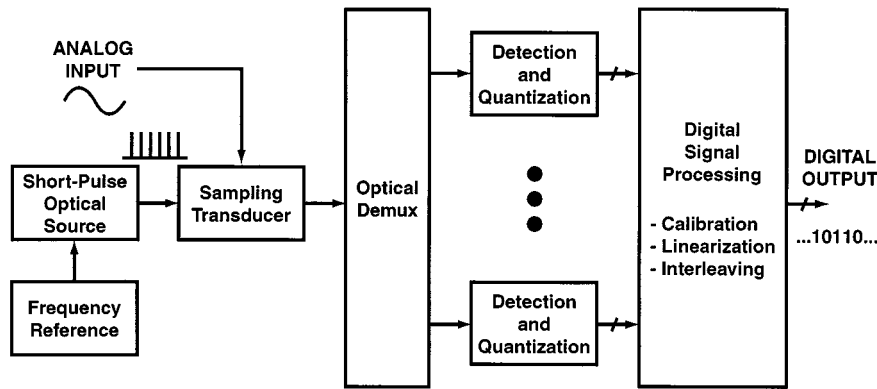 ANALOG
INPUT
Short-Pulse
Optical
Source
Frequency
Reference
Sampling
Transducer
Optical
Demux
Detection
and
Quantization
Detection
and
Quantization
Digital
Signal
Processing
- Calibration
- Linearization
- Interleaving
DIGITAL
OUTPUT
...10110...